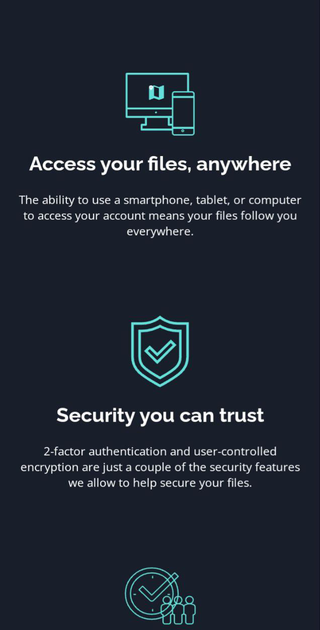 Access your files, anywhere
The ability to use a smartphone, tablet, or computer
to access your account means your files follow you
everywhere.
Security you can trust
2-factor authentication and user-controlled
encryption are just a couple of the security features
we allow to help secure your files.